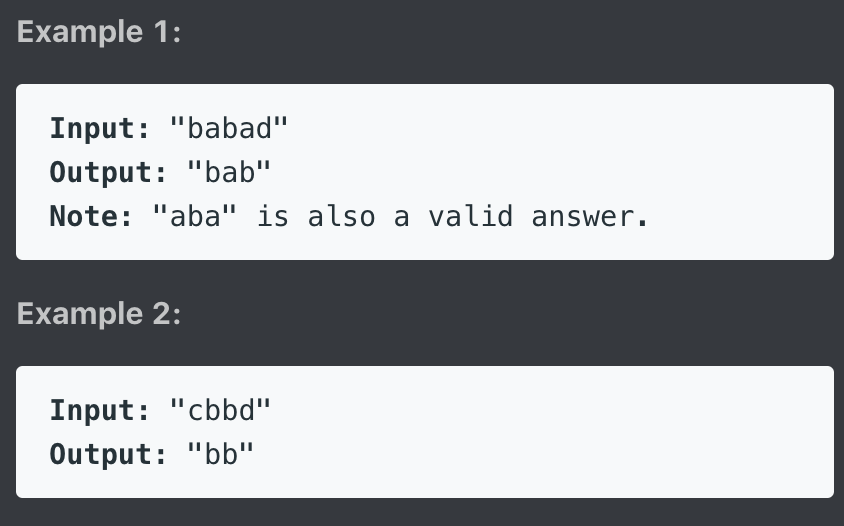 Example 1:
Input: "babad"
Output: "bab"
Note: "aba" is also a valid answer.
Example 2:
Input: "cbbd"
Output: "bb"